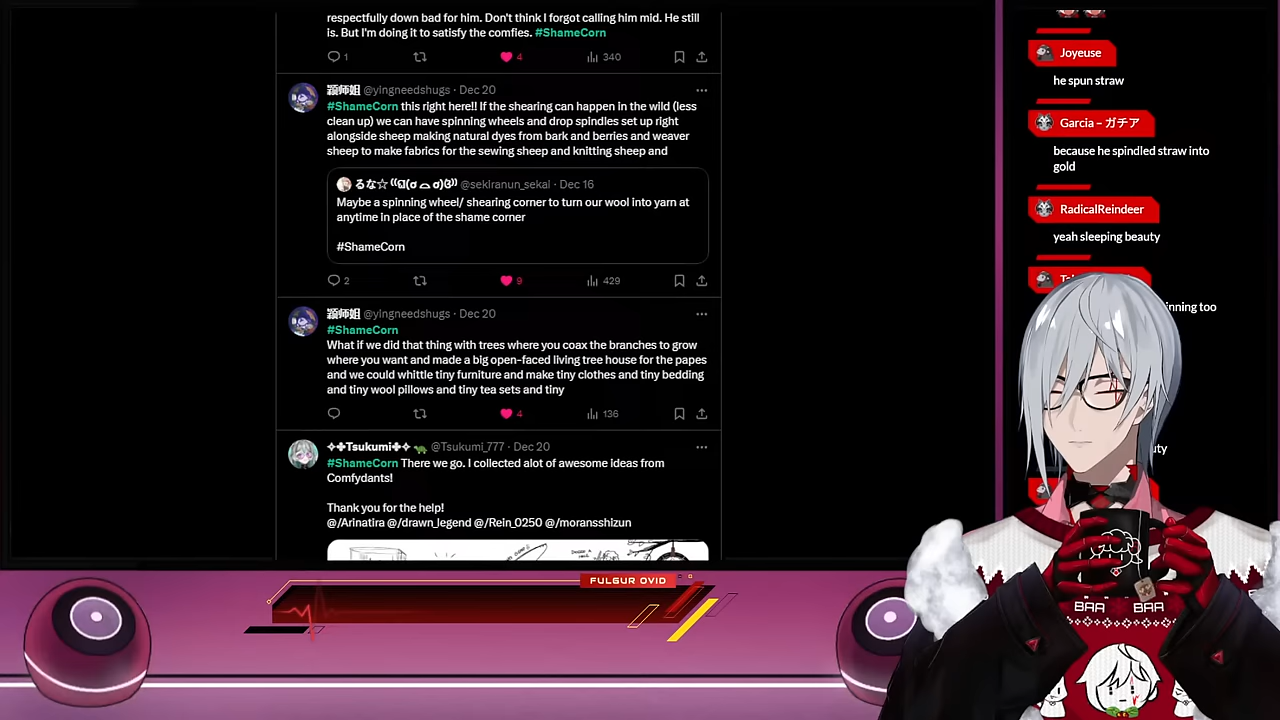 respectfully down bad for him. Don't think I forgot calling him mid. He still
is. But I'm doing it to satisfy the comfies. #ShameCorn
1 4 340
穎师姐 @yingneedshugs · Dec 20
#ShameCorn this right here!! If the shearing can happen in the wild (less
clean up) we can have spinning wheels and drop spindles set up right
alongside sheep making natural dyes from bark and berries and weaver
sheep to make fabrics for the sewing sheep and knitting sheep and
@sekiranun_sekai · Dec 16
Maybe a spinning wheel/ shearing corner to turn our wool into yarn at
anytime in place of the shame corner
#ShameCorn
2 9 429
穎师姐 @yingneedshugs · Dec 20
#ShameCorn
What if we did that thing with trees where you coax the branches to grow
where you want and made a big open-faced living tree house for the papes
and we could whittle tiny furniture and make tiny clothes and tiny bedding
and tiny wool pillows and tiny tea sets and tiny
4 136
✧✤Tsukumi✤✧ 🐢 @Tsukumi_777 · Dec 20
#ShameCorn There we go. I collected alot of awesome ideas from
Comfydants!
Thank you for the help!
@/Arinatira @/drawn_legend @/Rein_0250 @/moransshizun
FULGUR OVID
Joyeuse
he spun straw
Garcia – ガチア
because he spindled straw into
gold
RadicalReindeer
yeah sleeping beauty
inning too
uty
BAA BAA